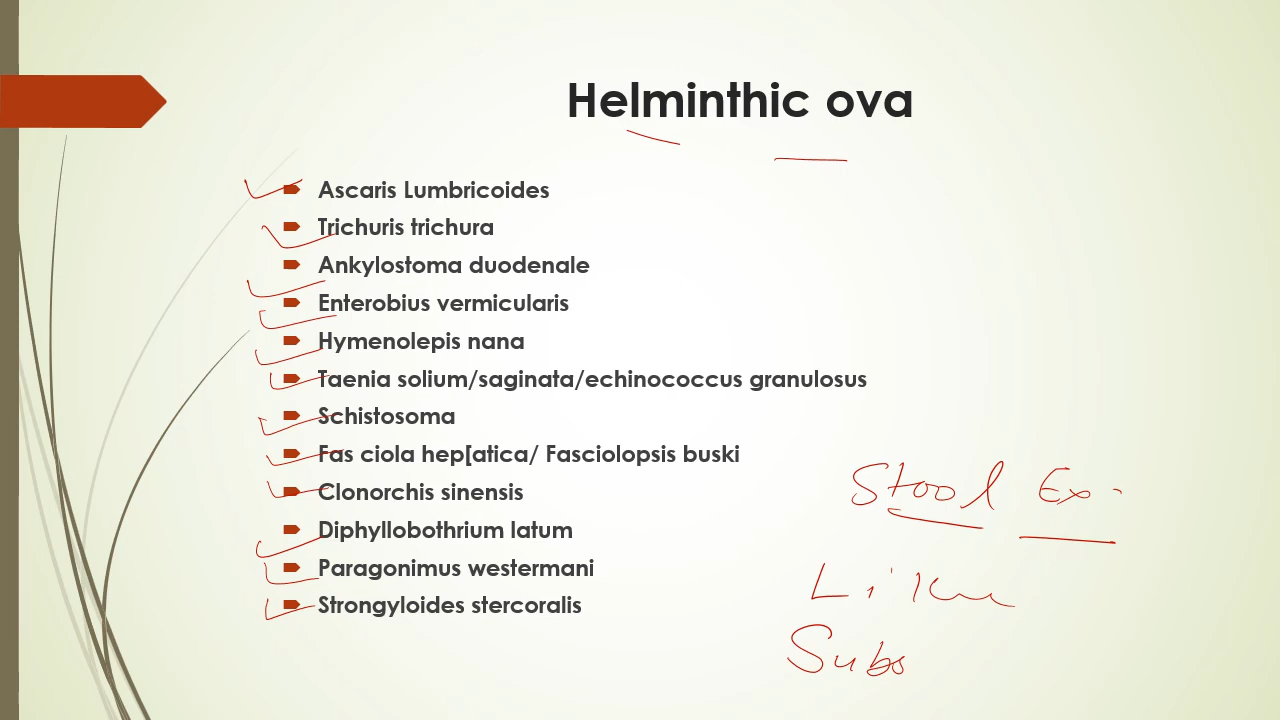 Helminthic ova
Ascaris Lumbricoides
Trichuris trichura
Ankylostoma duodenale
Enterobius vermicularis
Hymenolepis nana
Taenia solium/saginata/echinococcus granulosus
Schistosoma
Fas ciola hep[atica/ Fasciolopsis buski
Clonorchis sinensis
Diphyllobothrium latum
Paragonimus westermani
Strongyloides stercoralis
Stool Ex.
Subs